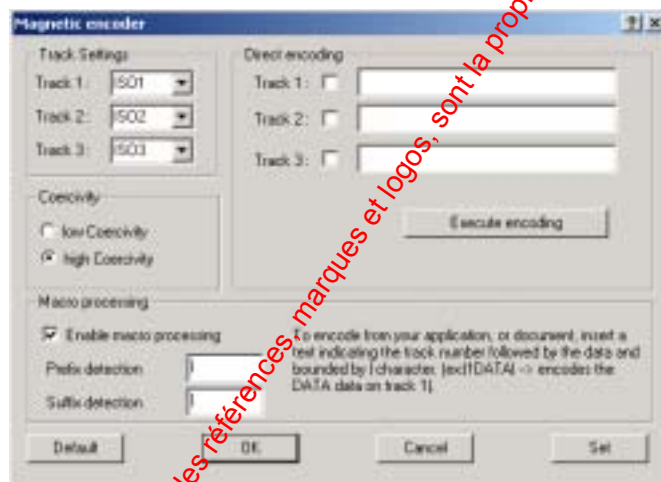 Magnetic encoder
Track Settings
Track 1: ISO1
Track 2: ISO2
Track 3: ISO3
Direct encoding
Track 1:
Track 2:
Track 3:
Execute encoding
Coercivity
low Coercivity
high Coercivity
Macro processing
Enable macro processing
Prefix detection |
Suffix detection |
To encode from your application, or document, insert a
text indicating the track number followed by the data and
bounded by | character. (ex:|1DATA| -> encodes the
DATA data on track 1).
Default
OK
Cancel
Set
les références, marques et logos, sont la propr